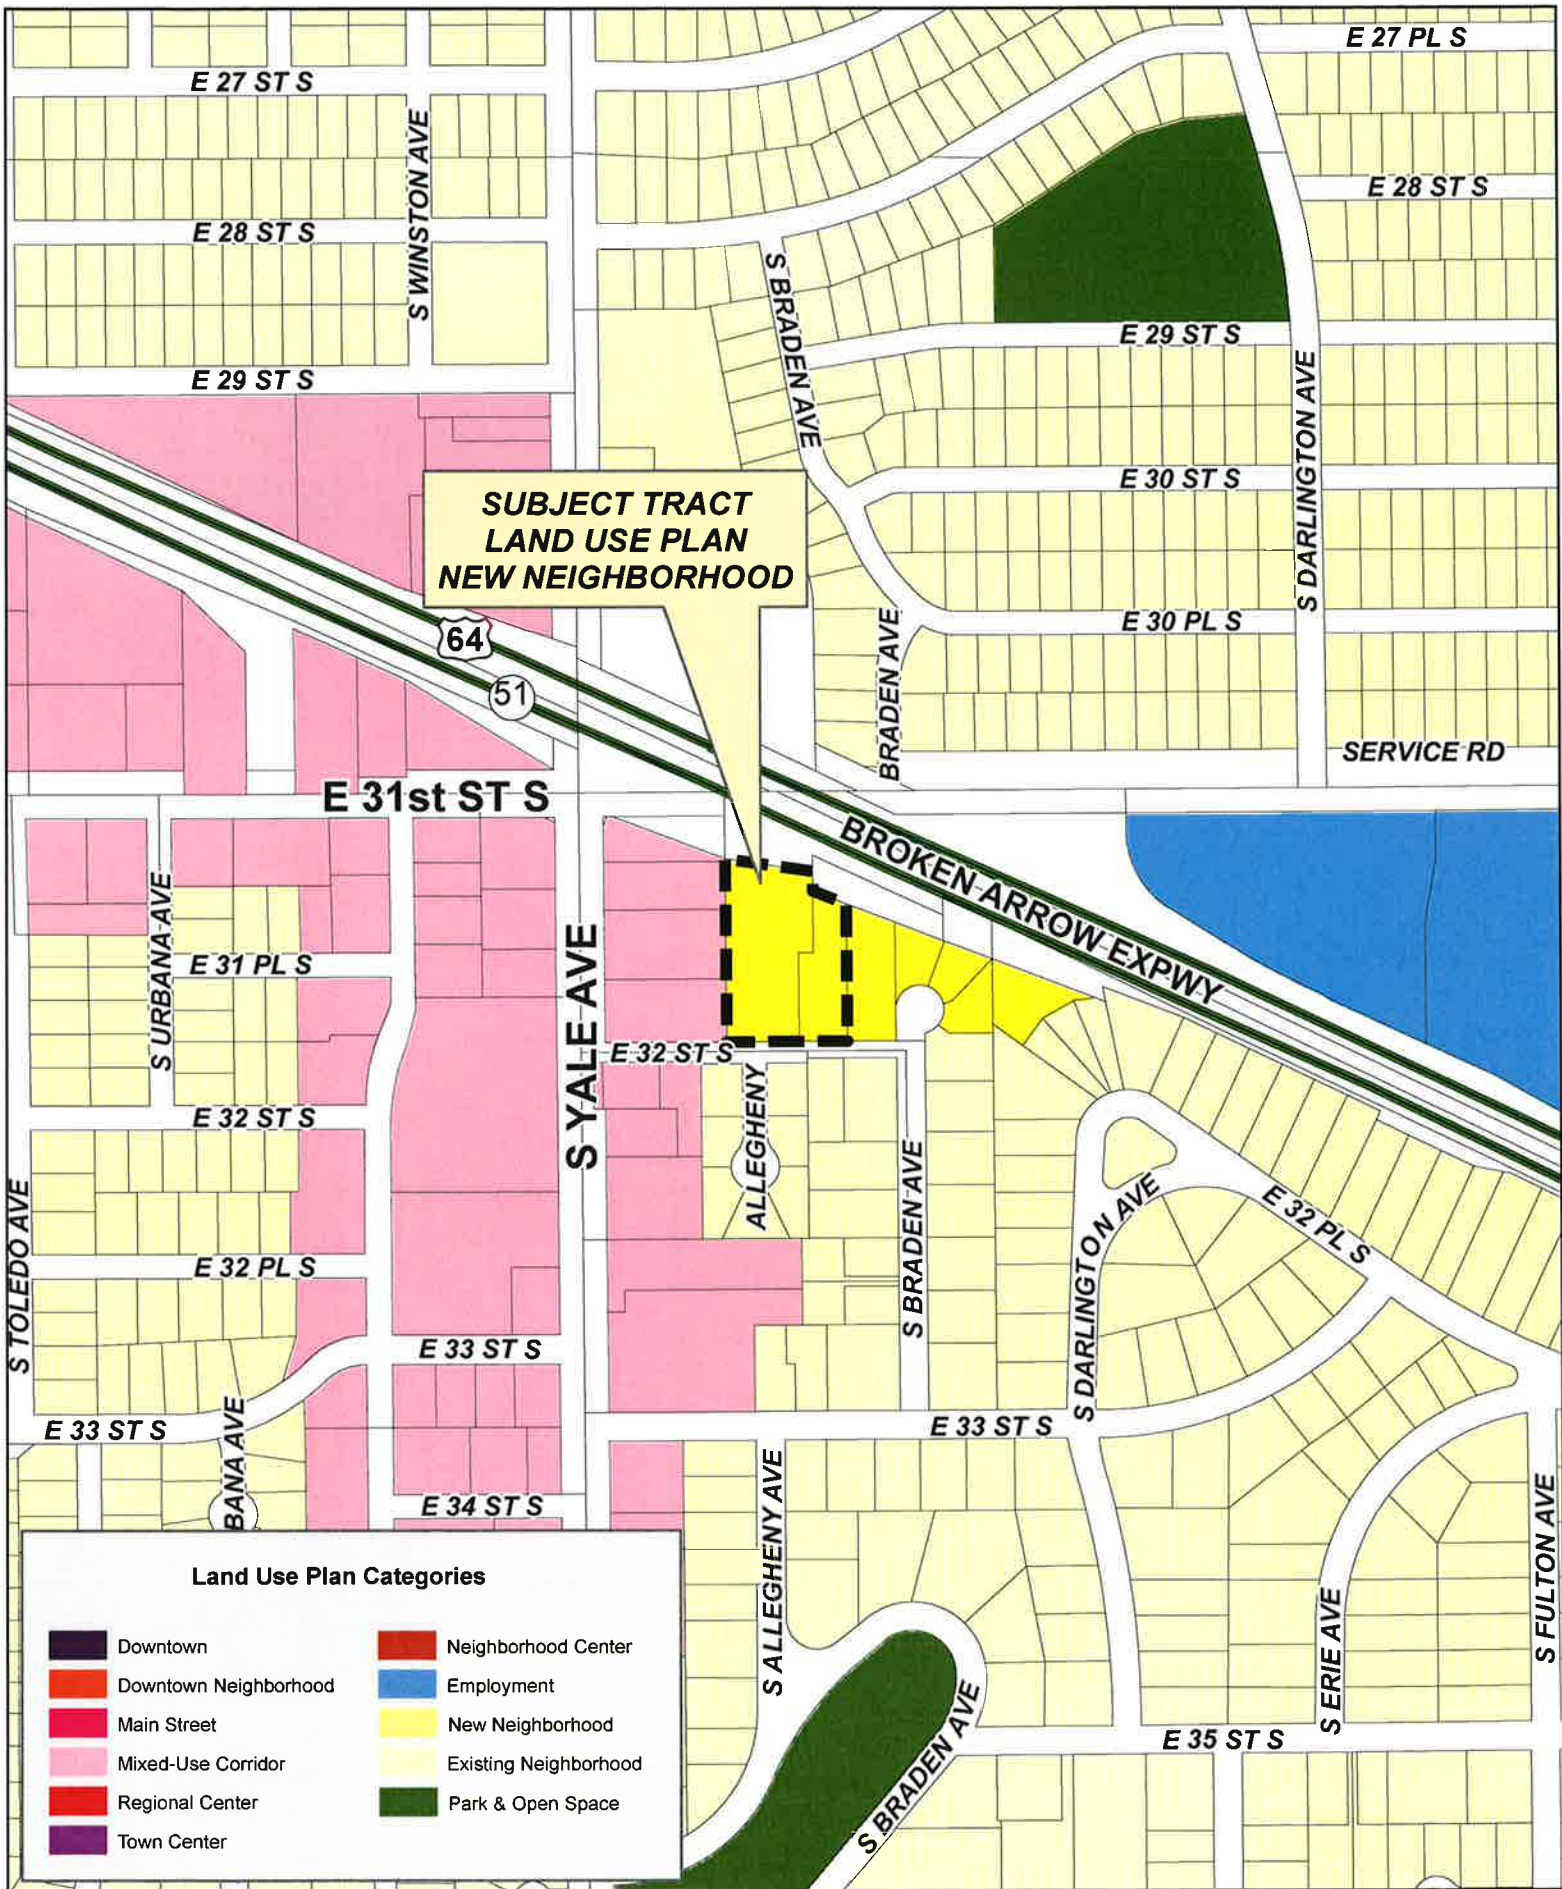 E 27 PL S
E 27 ST S
S WINSTON AVE
E 28 ST S
E 28 ST S
S BRADEN AVE
E 29 ST S
E 29 ST S
S DARLINGTON AVE
SUBJECT TRACT
LAND USE PLAN
NEW NEIGHBORHOOD
E 30 ST S
64
E 30 PL S
51
BRADEN AVE
SERVICE RD
E 31st ST S
BROKEN ARROW EXPWY
S URBANA AVE
E 31 PL S
S YALE AVE
E 32 ST S
ALLEGHENY
E 32 ST S
S BRADEN AVE
S DARLINGTON AVE
E 32 PL S
S TOLEDO AVE
E 32 PL S
E 33 ST S
E 33 ST S
BANA AVE
E 33 ST S
E 34 ST S
S ALLEGHENY AVE
S FULTON AVE
S ERIE AVE
S BRADEN AVE
E 35 ST S
Land Use Plan Categories
Downtown
Downtown Neighborhood
Main Street
Mixed-Use Corridor
Regional Center
Town Center
Neighborhood Center
Employment
New Neighborhood
Existing Neighborhood
Park & Open Space